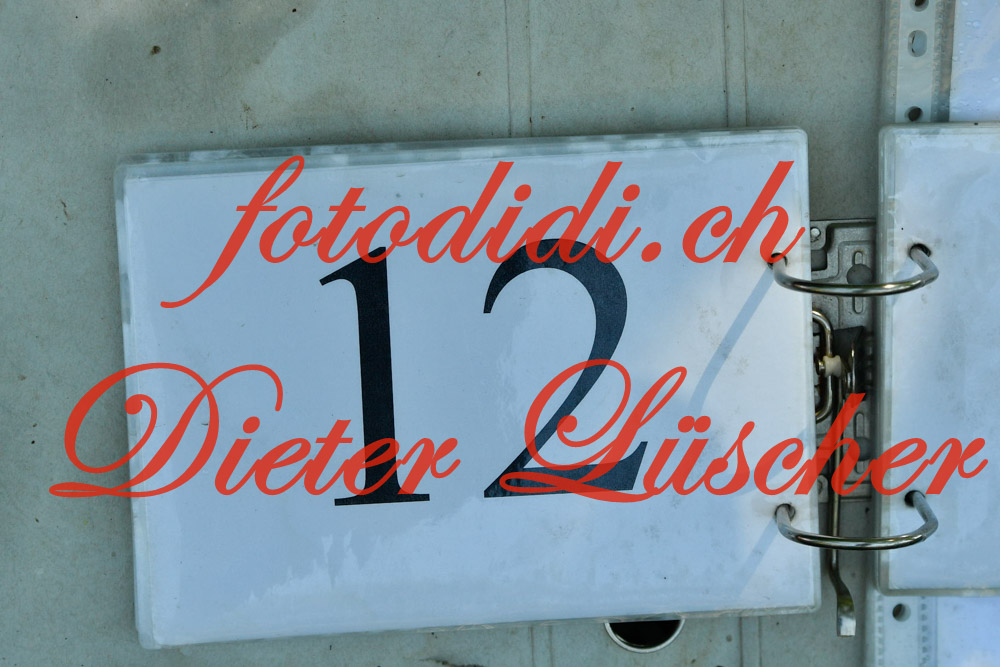 fotodidi.ch
12
Dieter Lüscher